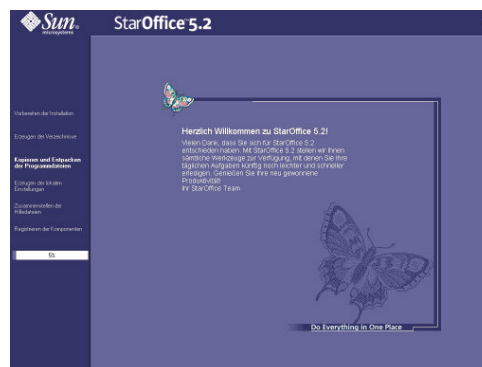 Sun
microsystems
StarOffice 5.2
Vorbereiten der Installation
Erzeugen der Verzeichnisse
Kopieren und Entpacken
der Programmdateien
Erzeugen der lokalen
Einstellungen
Zusammenstellen der
Hilfedateien
Registrieren der Komponenten
Herzlich Willkommen zu StarOffice 5.2!
Vielen Dank, dass Sie sich für StarOffice 5.2
entschieden haben. Mit StarOffice 5.2 stellen wir Ihnen
sämtliche Werkzeuge zur Verfügung, mit denen Sie Ihre
täglichen Aufgaben künftig noch leichter und schneller
erledigen. Genießen Sie Ihre neu gewonnene
Produktivität!
Ihr StarOffice Team
Do Everything in One Place